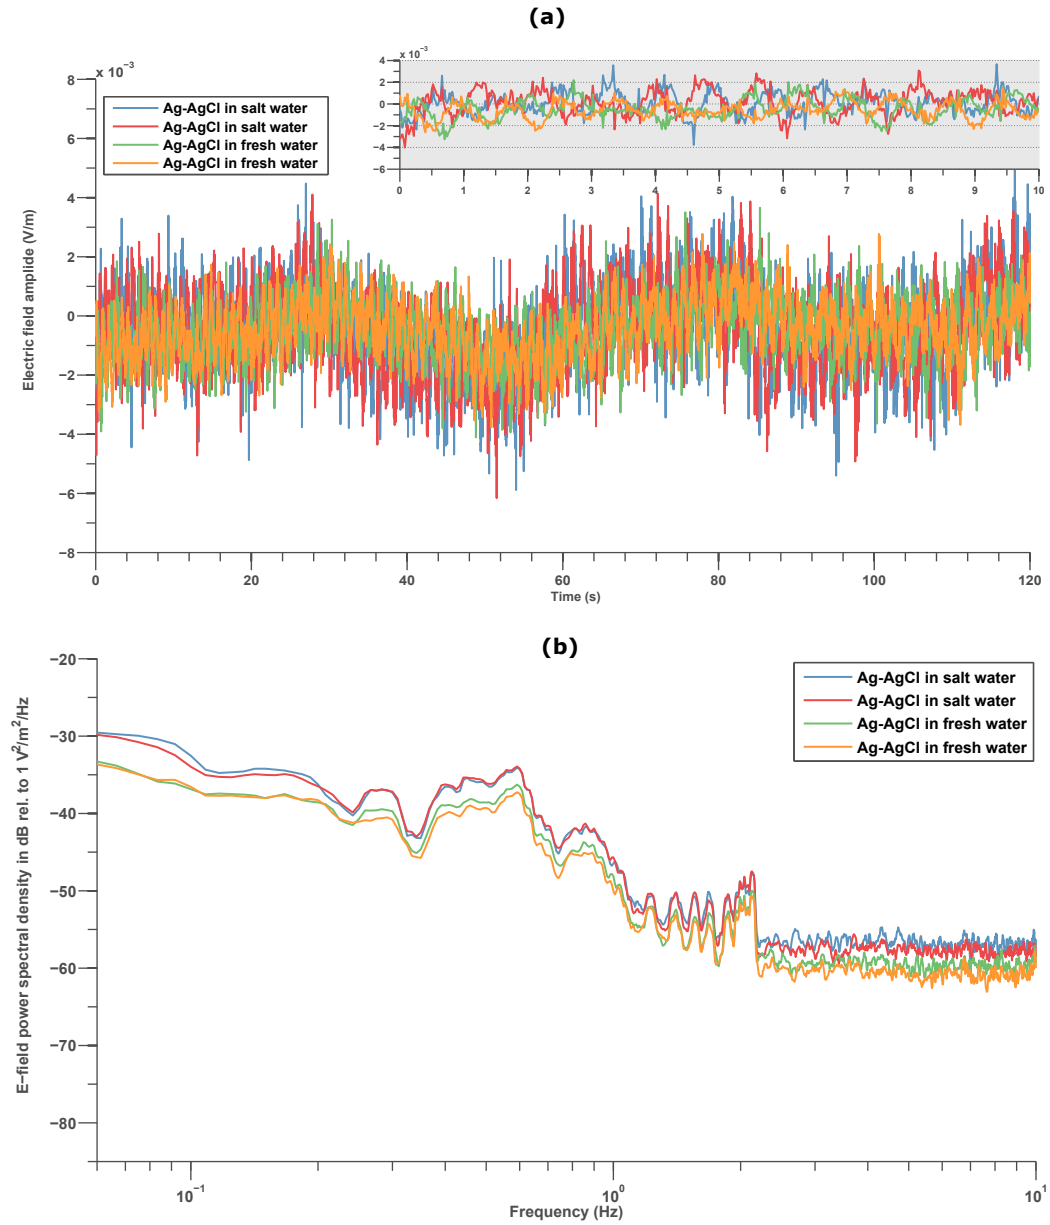 (a)
x 10⁻³
8
6
4
2
0
−2
−4
−6
−8
Electric field amplide (V/m)
Ag-AgCl in salt water
Ag-AgCl in salt water
Ag-AgCl in fresh water
Ag-AgCl in fresh water
x 10⁻³
4
2
0
−2
−4
−6
0 1 2 3 4 5 6 7 8 9 10
0 20 40 60 80 100 120
Time (s)
(b)
−20
−30
−40
−50
−60
−70
−80
E−field power spectral density in dB rel. to 1 V²/m²/Hz
Ag-AgCl in salt water
Ag-AgCl in salt water
Ag-AgCl in fresh water
Ag-AgCl in fresh water
10⁻¹ 10⁰ 10¹
Frequency (Hz)